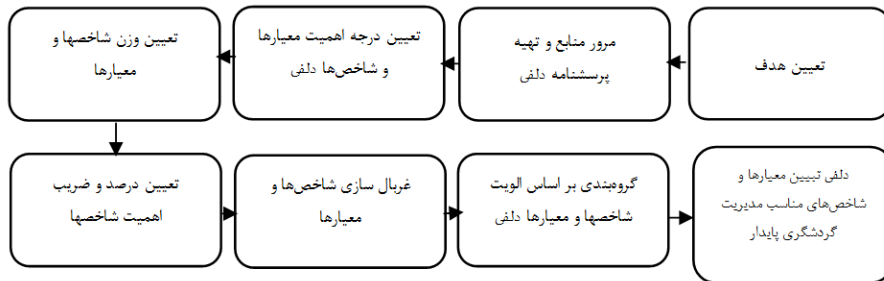 تعیین هدف
مرور منابع و تهیه
پرسشنامه دلفی
تعیین درجه اهمیت معیارها
و شاخص‌ها دلفی
تعیین وزن شاخصها و
معیارها
تعیین درصد و ضریب
اهمیت شاخصها
غربال سازی شاخص‌ها و
معیارها
گروه‌بندی بر اساس الویت
شاخصها و معیارها دلفی
دلفی تبیین معیارها و
شاخص‌های مناسب مدیریت
گردشگری پایدار